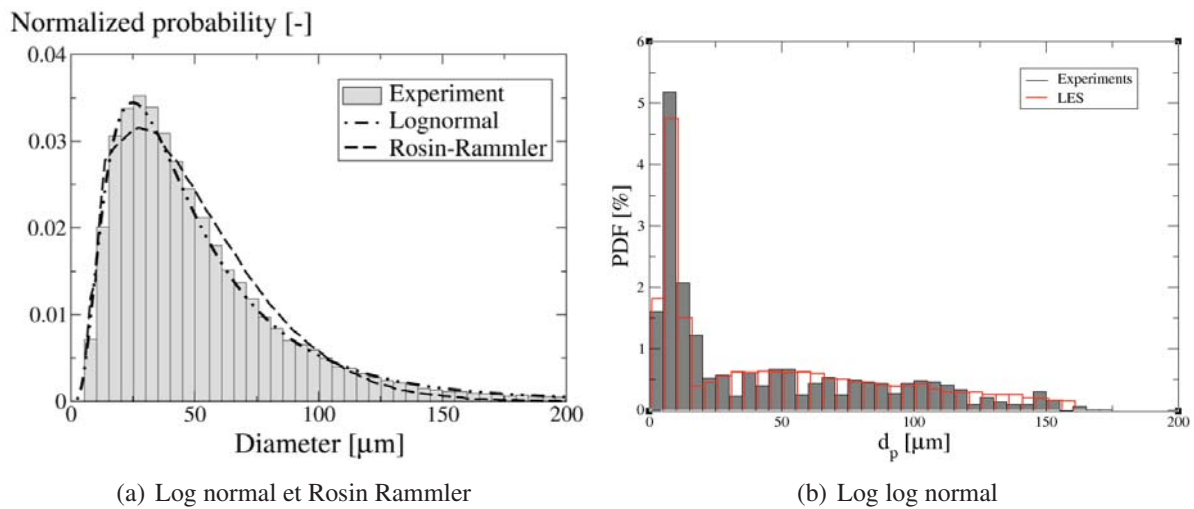 Normalized probability [-]
0.04
0.03
0.02
0.01
0
0 50 100 150 200
Diameter [μm]
Experiment
Lognormal
Rosin-Rammler
(a) Log normal et Rosin Rammler
6
5
4
3
2
1
0
PDF [%]
0 50 100 150 200
d_p [μm]
Experiments
LES
(b) Log log normal